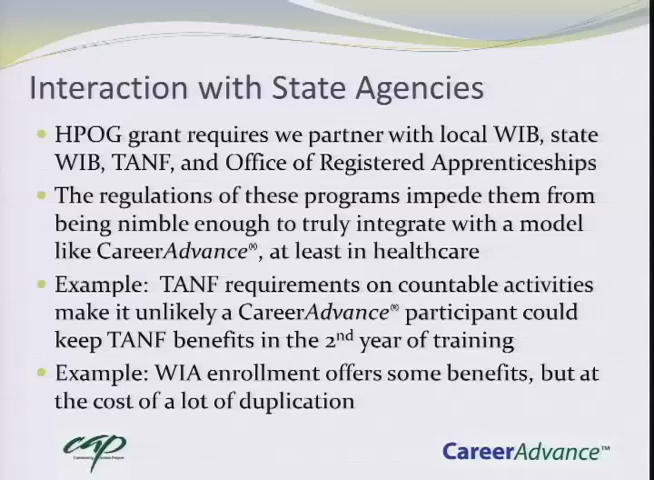 Interaction with State Agencies
• HPOG grant requires we partner with local WIB, state
WIB, TANF, and Office of Registered Apprenticeships
• The regulations of these programs impede them from
being nimble enough to truly integrate with a model
like CareerAdvance®, at least in healthcare
• Example: TANF requirements on countable activities
make it unlikely a CareerAdvance® participant could
keep TANF benefits in the 2nd year of training
• Example: WIA enrollment offers some benefits, but at
the cost of a lot of duplication
cap
CareerAdvance™